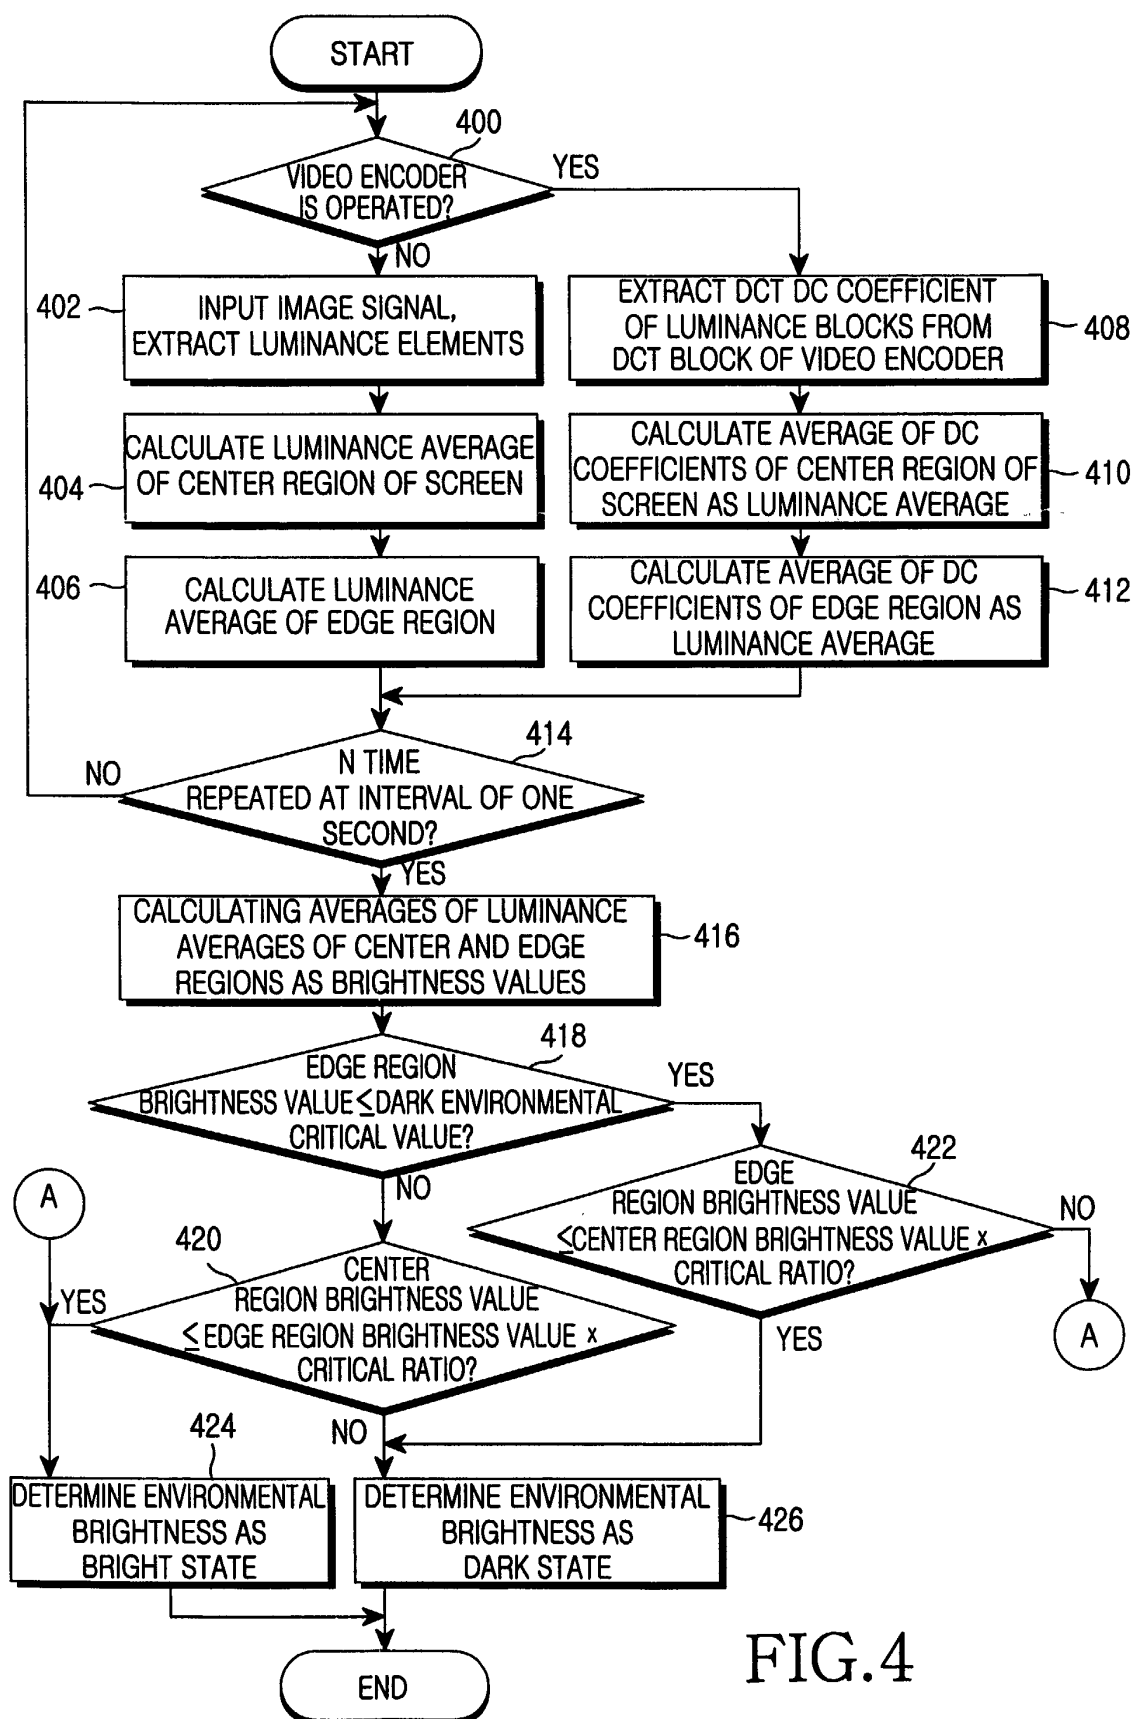 START
400
VIDEO ENCODER
IS OPERATED?
YES
NO
402
INPUT IMAGE SIGNAL,
EXTRACT LUMINANCE ELEMENTS
EXTRACT DCT DC COEFFICIENT
OF LUMINANCE BLOCKS FROM
DCT BLOCK OF VIDEO ENCODER
408
404
CALCULATE LUMINANCE AVERAGE
OF CENTER REGION OF SCREEN
CALCULATE AVERAGE OF DC
COEFFICIENTS OF CENTER REGION OF
SCREEN AS LUMINANCE AVERAGE
410
406
CALCULATE LUMINANCE
AVERAGE OF EDGE REGION
CALCULATE AVERAGE OF DC
COEFFICIENTS OF EDGE REGION AS
LUMINANCE AVERAGE
412
414
N TIME
REPEATED AT INTERVAL OF ONE
SECOND?
NO
YES
CALCULATING AVERAGES OF LUMINANCE
AVERAGES OF CENTER AND EDGE
REGIONS AS BRIGHTNESS VALUES
416
418
EDGE REGION
BRIGHTNESS VALUE≤DARK ENVIRONMENTAL
CRITICAL VALUE?
YES
NO
422
EDGE
REGION BRIGHTNESS VALUE
≤CENTER REGION BRIGHTNESS VALUE ×
CRITICAL RATIO?
NO
YES
A
A
420
CENTER
REGION BRIGHTNESS VALUE
≤ EDGE REGION BRIGHTNESS VALUE ×
CRITICAL RATIO?
YES
NO
424
DETERMINE ENVIRONMENTAL
BRIGHTNESS AS
BRIGHT STATE
DETERMINE ENVIRONMENTAL
BRIGHTNESS AS
DARK STATE
426
END
FIG.4